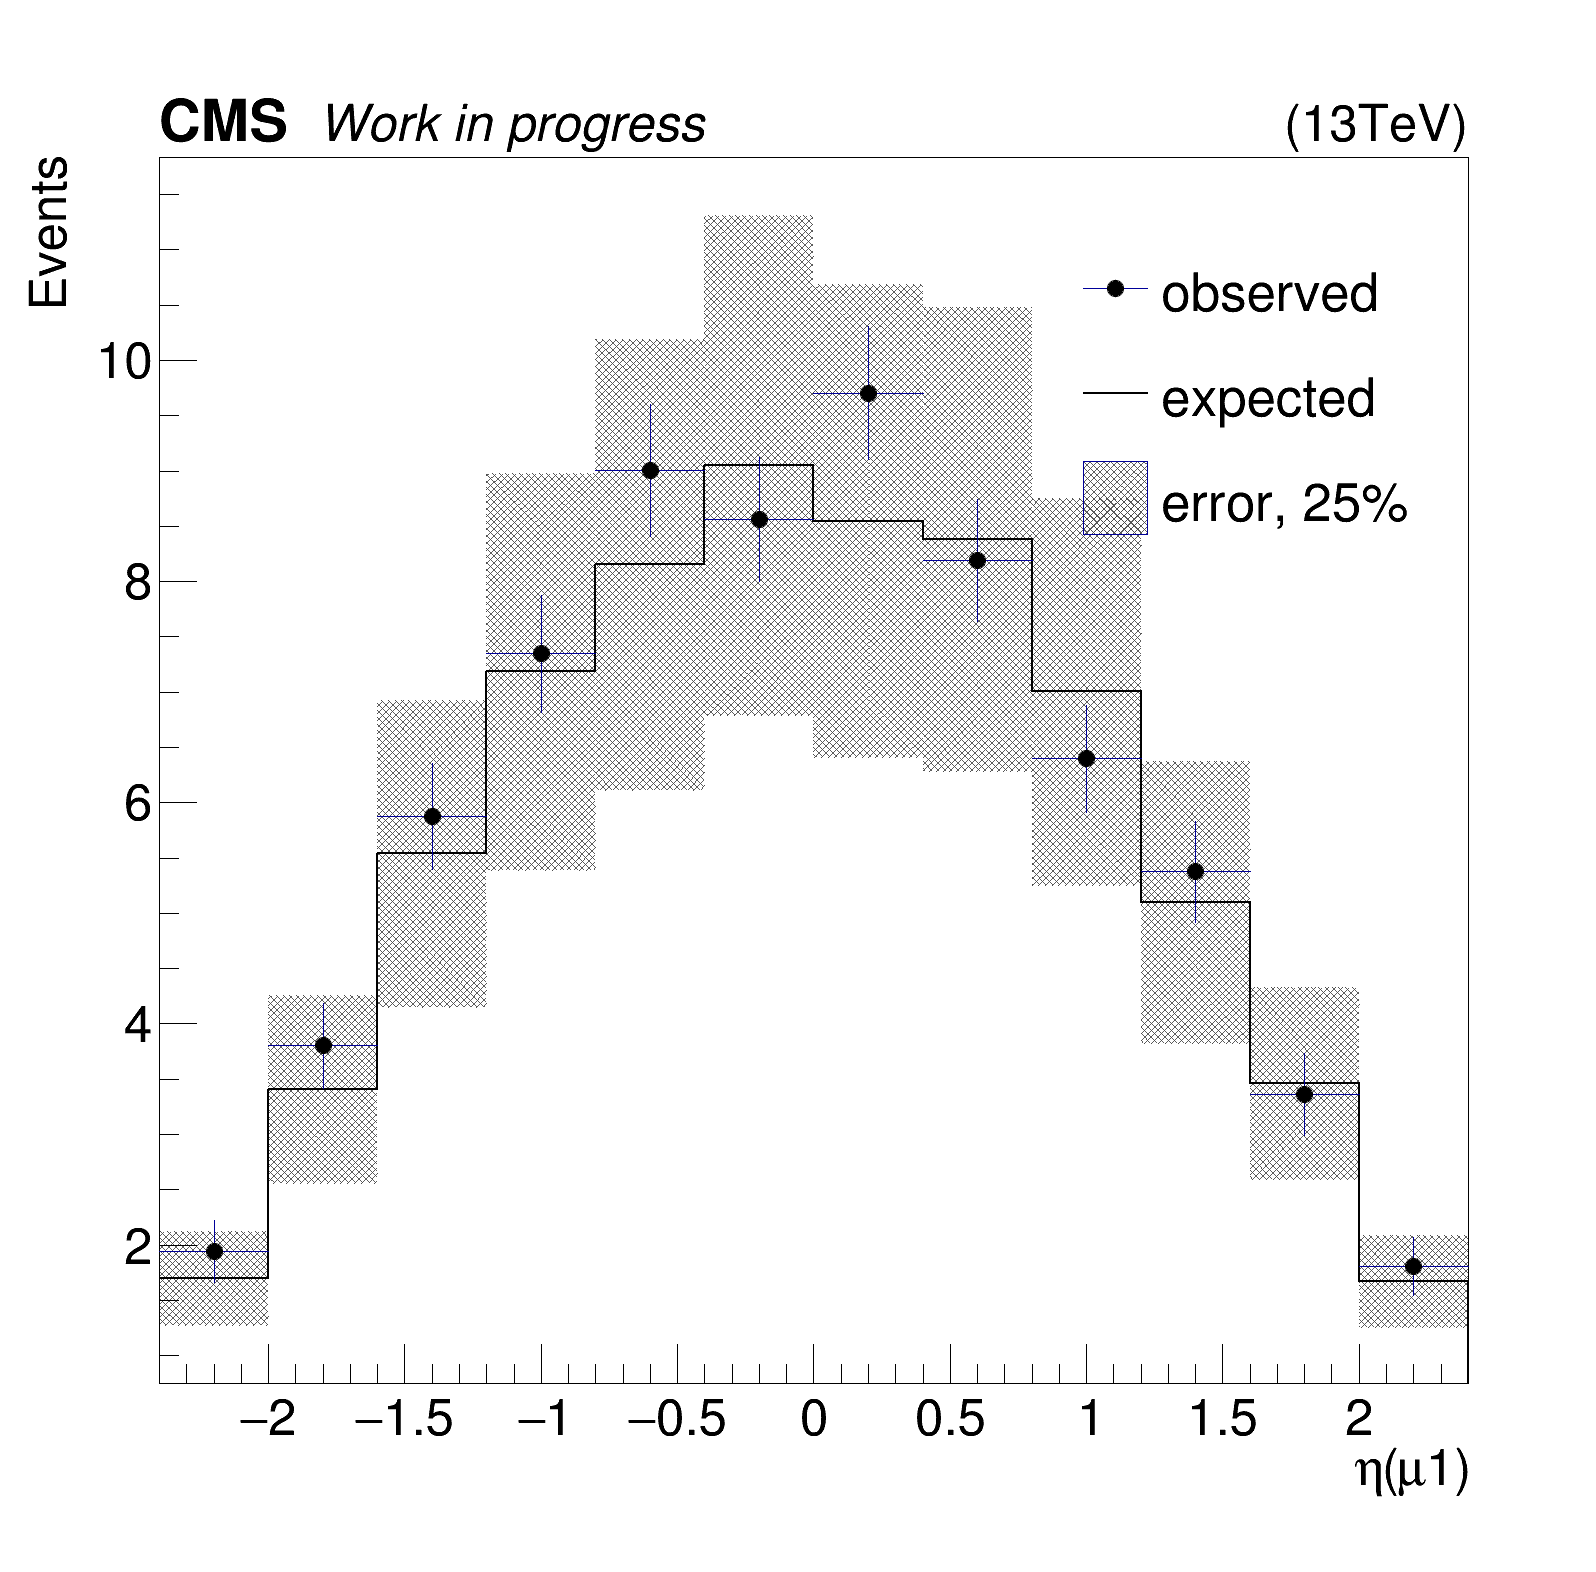 CMS Work in progress (13TeV)
Events
observed
expected
error, 25%
10
8
6
4
2
−2 −1.5 −1 −0.5 0 0.5 1 1.5 2
η(μ1)